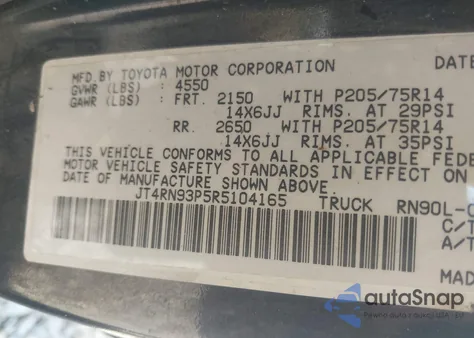 MFD.BY TOYOTA MOTOR CORPORATION DATE
GVWR (LBS) : 4550
GAWR (LBS) : FRT. 2150 WITH P205/75R14
14X6JJ RIMS. AT 29PSI
RR. 2650 WITH P205/75R14
14X6JJ RIMS. AT 35PSI
THIS VEHICLE CONFORMS TO ALL APPLICABLE FEDE
MOTOR VEHICLE SAFETY STANDARDS IN EFFECT ON
DATE OF MANUFACTURE SHOWN ABOVE.
JT4RN93P5R5104165 TRUCK RN90L-
C/T
A/T
MAD
autoSnap